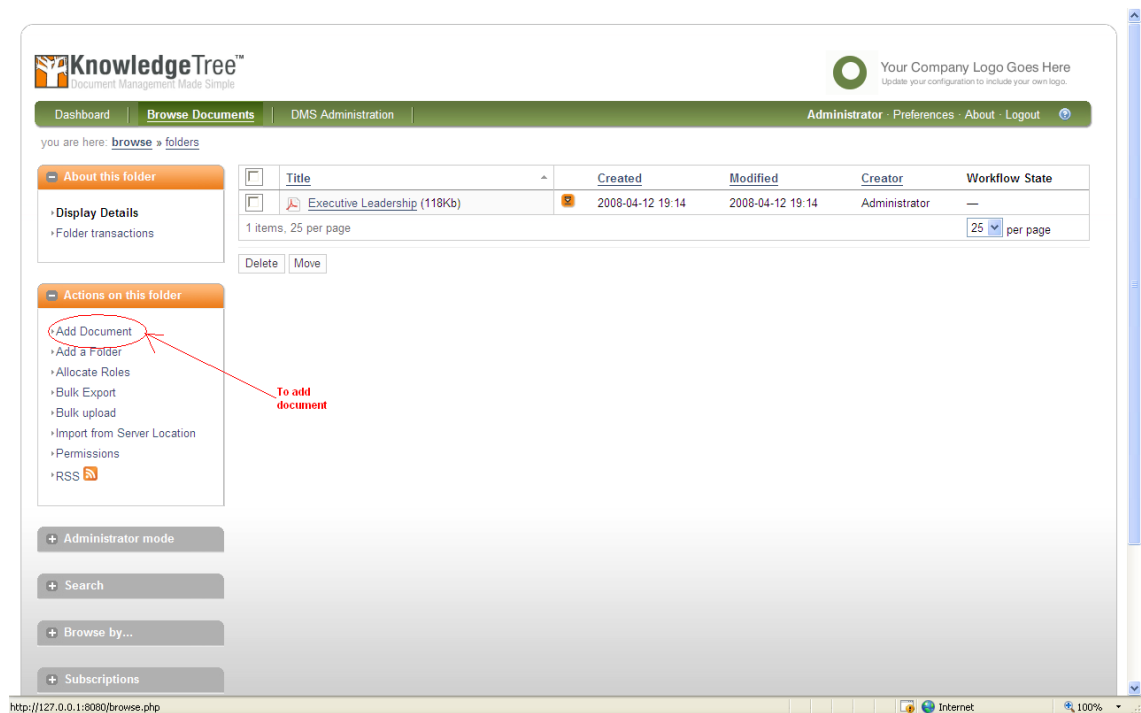 KnowledgeTree™
Document Management Made Simple
Your Company Logo Goes Here
Update your configuration to include your own logo.
Dashboard Browse Documents DMS Administration Administrator · Preferences · About · Logout ?
you are here: browse » folders
About this folder
Display Details
Folder transactions
Title Created Modified Creator Workflow State
Executive Leadership (118Kb) 2008-04-12 19:14 2008-04-12 19:14 Administrator —
1 items, 25 per page 25 per page
Delete Move
Actions on this folder
Add Document
Add a Folder
Allocate Roles
Bulk Export
Bulk upload
Import from Server Location
Permissions
RSS
To add
document
Administrator mode
Search
Browse by...
Subscriptions
http://127.0.0.1:8080/browse.php Internet 100%